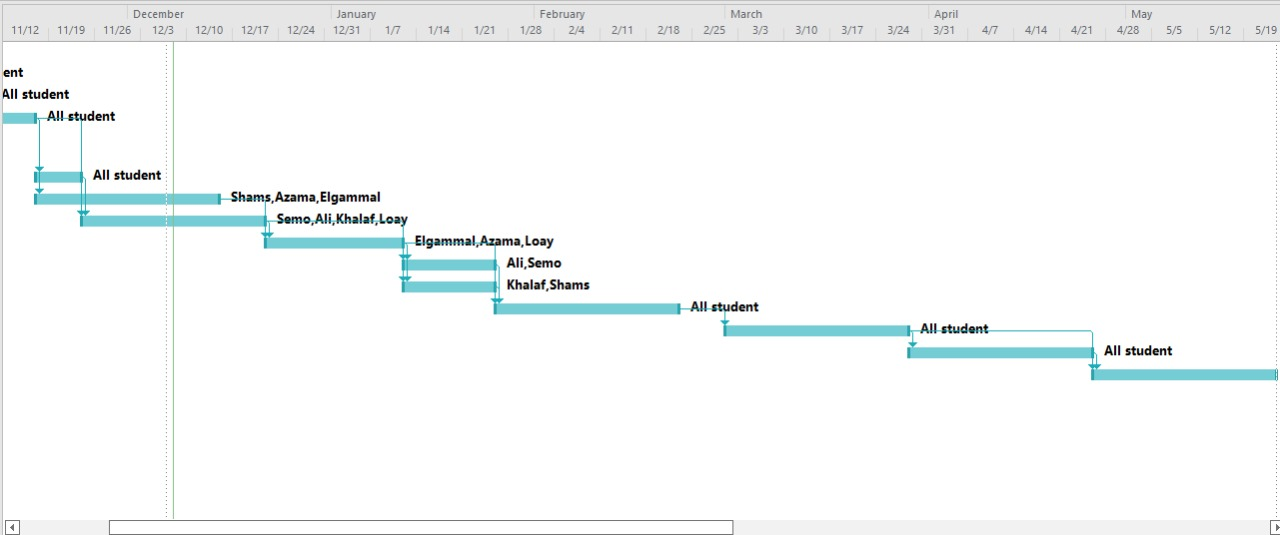 December January February March April May
11/12 11/19 11/26 12/3 12/10 12/17 12/24 12/31 1/7 1/14 1/21 1/28 2/4 2/11 2/18 2/25 3/3 3/10 3/17 3/24 3/31 4/7 4/14 4/21 4/28 5/5 5/12 5/19
ent
All student
All student
All student
Shams,Azama,Elgammal
Semo,Ali,Khalaf,Loay
Elgammal,Azama,Loay
Ali,Semo
Khalaf,Shams
All student
All student
All student